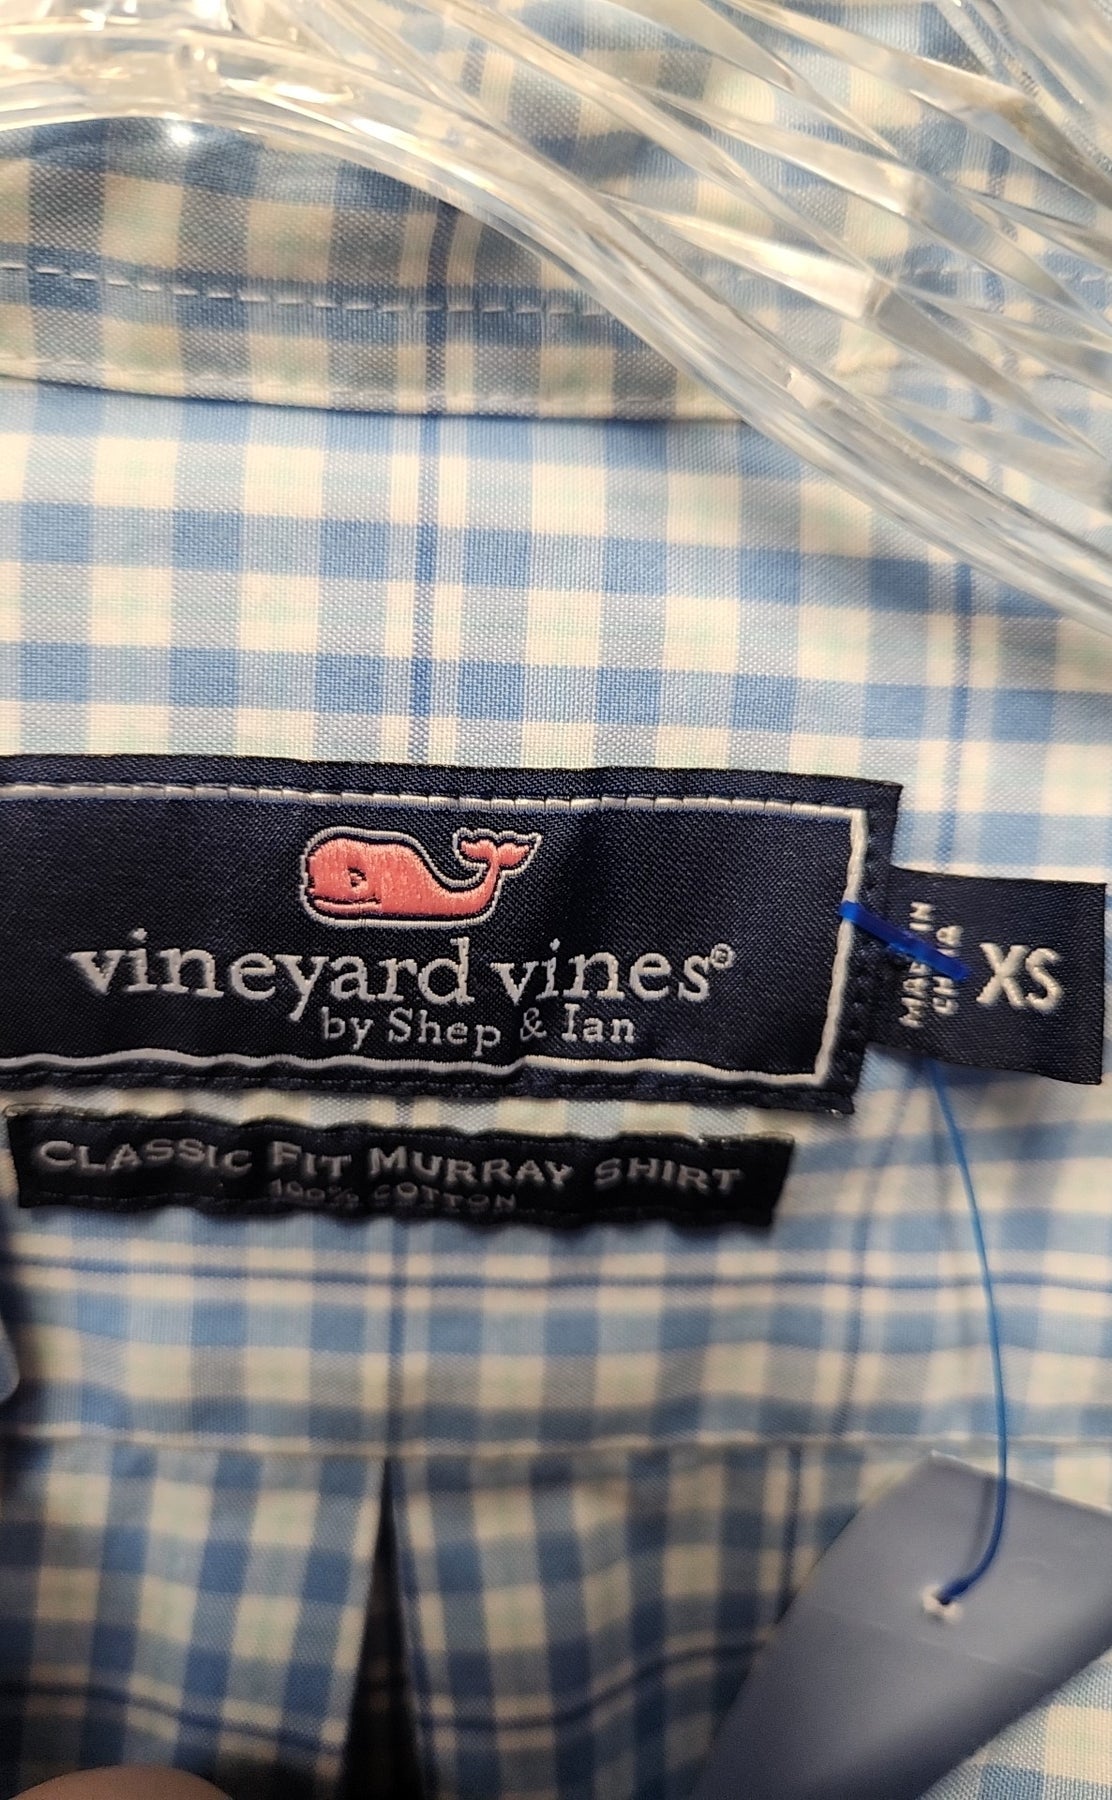 vineyard vines®
by Shep & Ian
MADE IN
CHINA
XS
CLASSIC FIT MURRAY SHIRT
100% COTTON